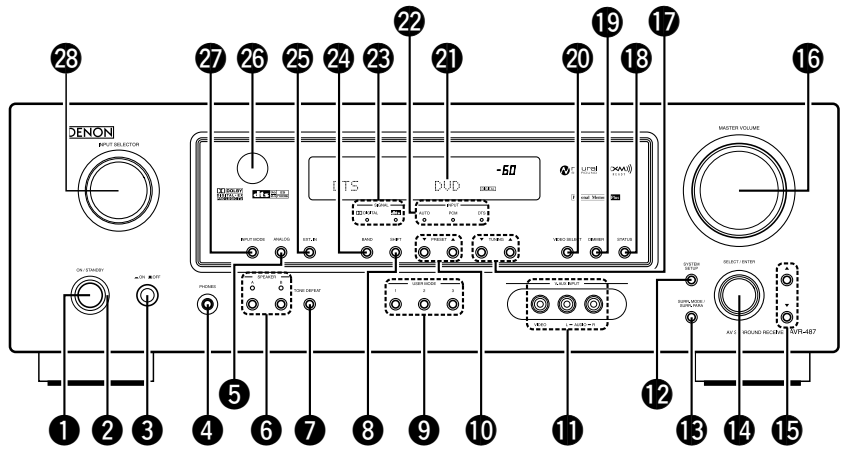 22 19 17
28 27 26 25 24 23 21 20 18 16
DENON
INPUT SELECTOR
MASTER VOLUME
-60
DTS DVD
DOLBY DIGITAL
dts
SIGNAL INPUT
DIGITAL dts AUTO PCM DTS
INPUT MODE ANALOG EXT. IN BAND SHIFT ▼ PRESET ▲ ▼ TUNING ▲ VIDEO SELECT DIMMER STATUS
ON / STANDBY ON OFF
PHONES
SPEAKER
A B
TONE DEFEAT
USER MODE
1 2 3
V. AUX INPUT
VIDEO L AUDIO R
SYSTEM SETUP
SURR. MODE / SURR. PARA
SELECT / ENTER
▲
▼
AVR-487
1 2 3 4 5 6 7 8 9 10 11 12 13 14 15